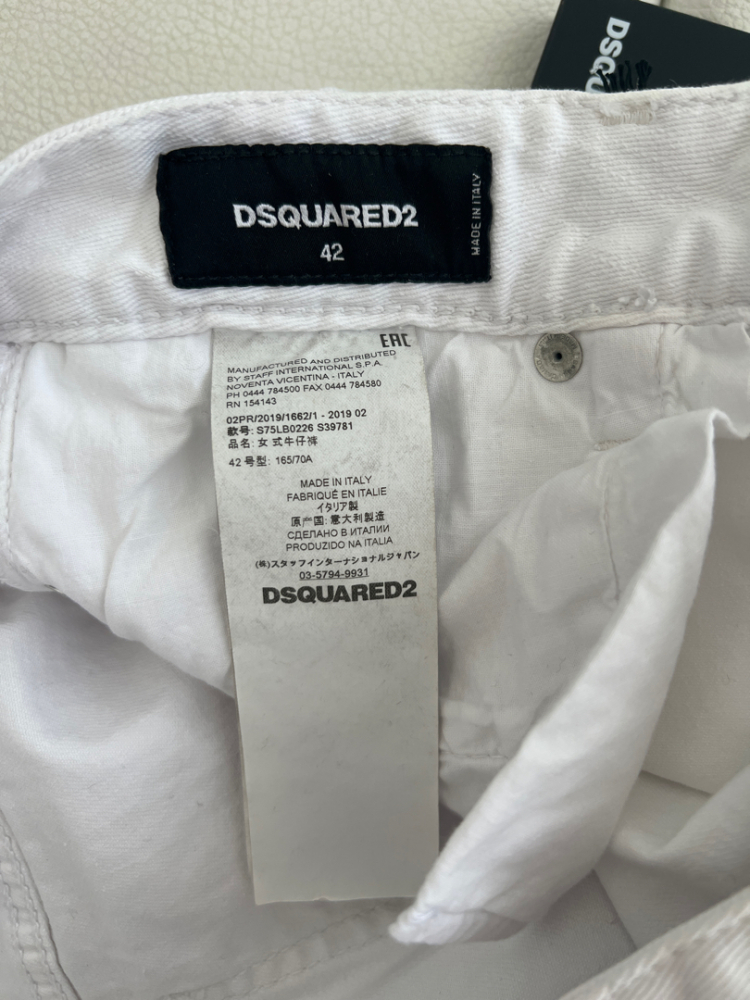 DSQU
DSQUARED2
42
MADE IN ITALY
EAC
MANUFACTURED AND DISTRIBUTED
BY STAFF INTERNATIONAL S.P.A.
NOVENTA VICENTINA - ITALY
PH 0444 784500 FAX 0444 784580
RN 154143
02PR/2019/1662/1 - 2019 02
款号: S75LB0226 S39781
品名: 女 式牛仔裤
42 号型: 165/70A
MADE IN ITALY
FABRIQUÉ EN ITALIE
イタリア製
原产国: 意大利製造
СДЕЛАНО В ИТАЛИИ
PRODUZIDO NA ITALIA
(株)スタッフインターナショナルジャパン
03-5794-9931
DSQUARED2